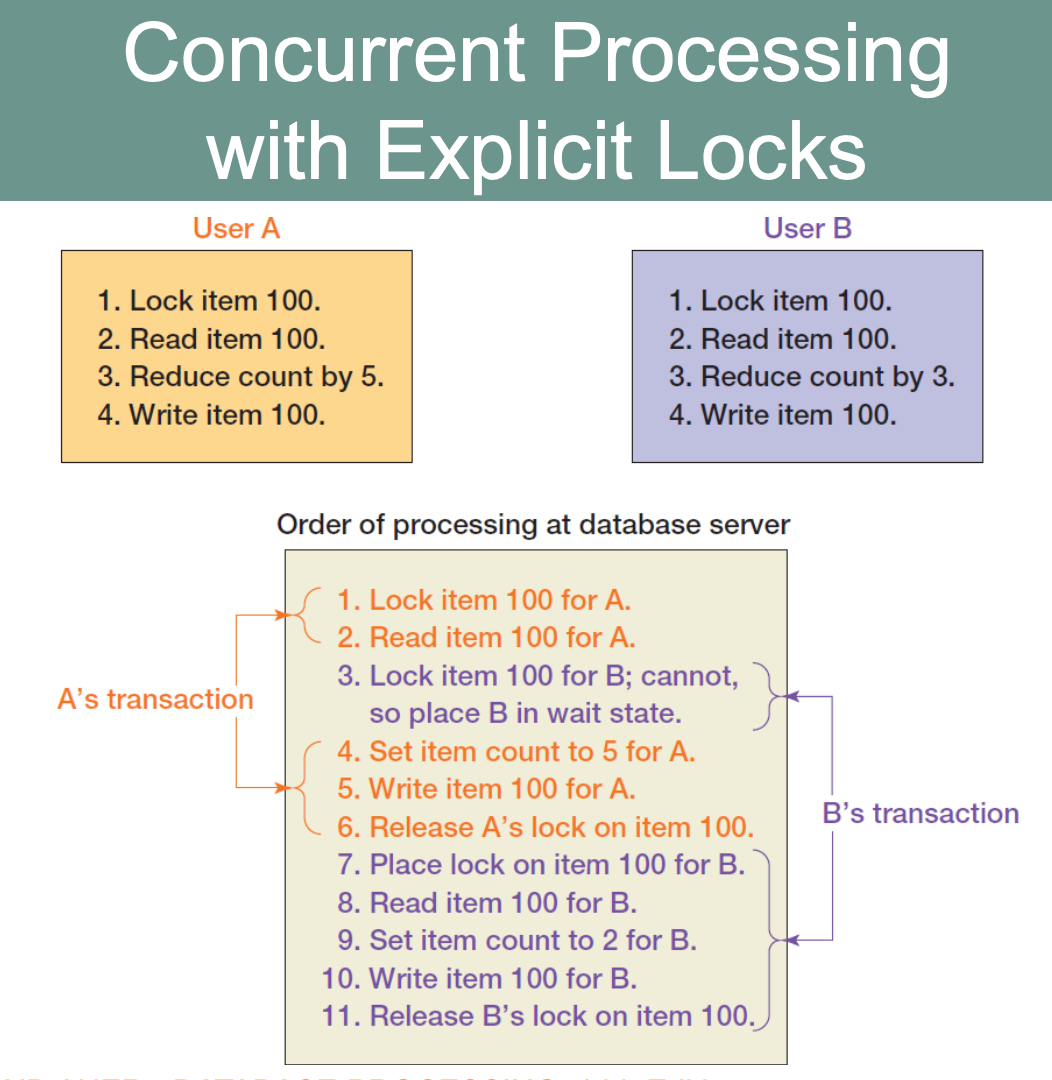 Concurrent Processing
with Explicit Locks
User A
1. Lock item 100.
2. Read item 100.
3. Reduce count by 5.
4. Write item 100.
User B
1. Lock item 100.
2. Read item 100.
3. Reduce count by 3.
4. Write item 100.
Order of processing at database server
1. Lock item 100 for A.
2. Read item 100 for A.
3. Lock item 100 for B; cannot,
so place B in wait state.
4. Set item count to 5 for A.
5. Write item 100 for A.
6. Release A's lock on item 100.
7. Place lock on item 100 for B.
8. Read item 100 for B.
9. Set item count to 2 for B.
10. Write item 100 for B.
11. Release B's lock on item 100.
A's transaction
B's transaction